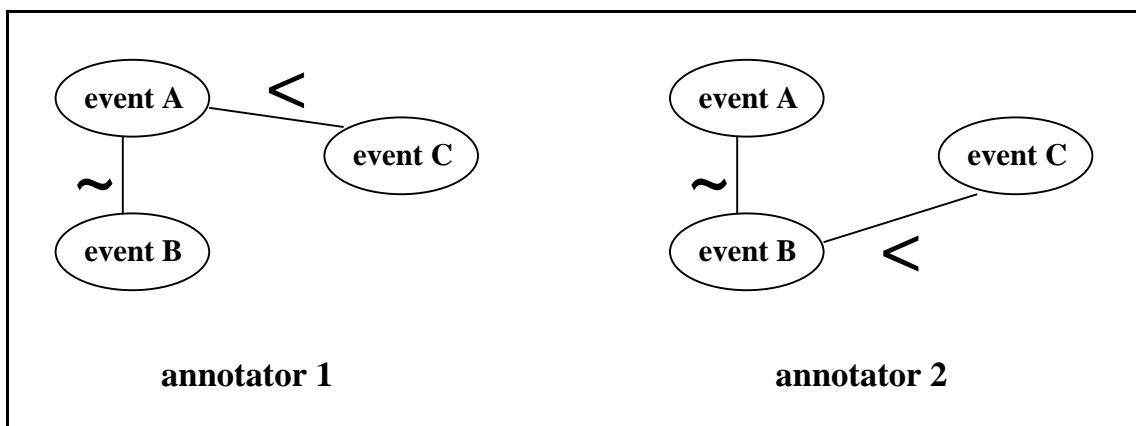 event A
<
event C
~
event B
annotator 1
event A
event C
~
event B
<
annotator 2